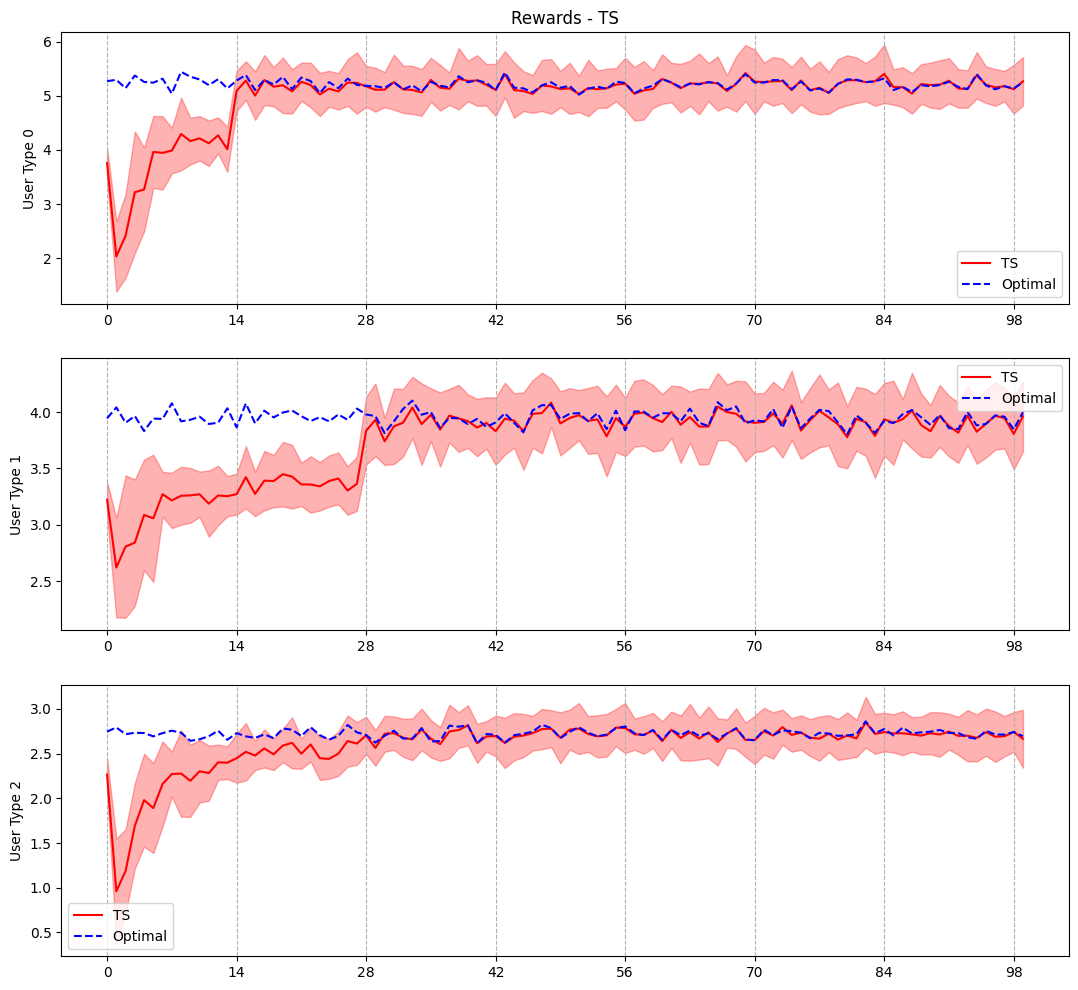 Rewards - TS
User Type 0
6
5
4
3
2
TS
Optimal
0 14 28 42 56 70 84 98
User Type 1
4.0
3.5
3.0
2.5
TS
Optimal
0 14 28 42 56 70 84 98
User Type 2
3.0
2.5
2.0
1.5
1.0
0.5
TS
Optimal
0 14 28 42 56 70 84 98